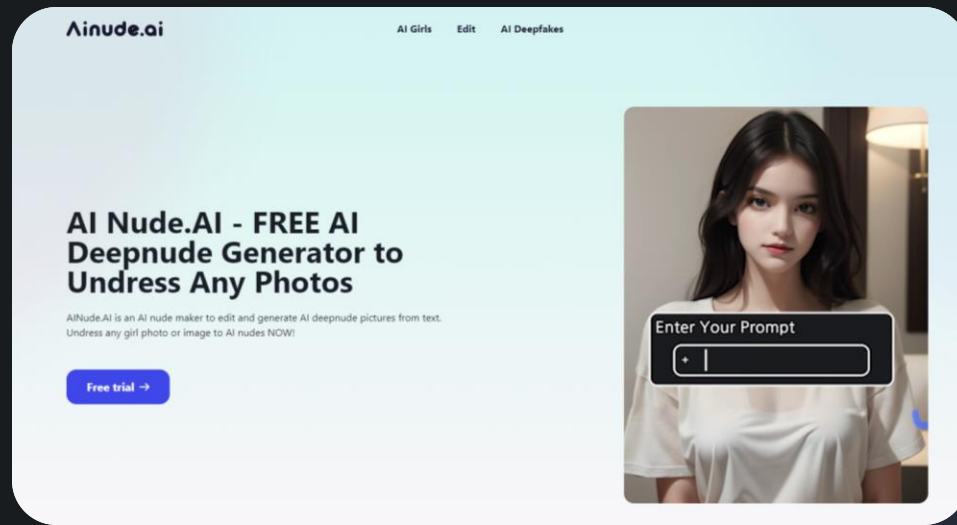 Ainude.ai
AI Girls Edit AI Deepfakes
AI Nude.AI - FREE AI
Deepnude Generator to
Undress Any Photos
AINude.AI is an AI nude maker to edit and generate AI deepnude pictures from text.
Undress any girl photo or image to AI nudes NOW!
Free trial →
Enter Your Prompt
+